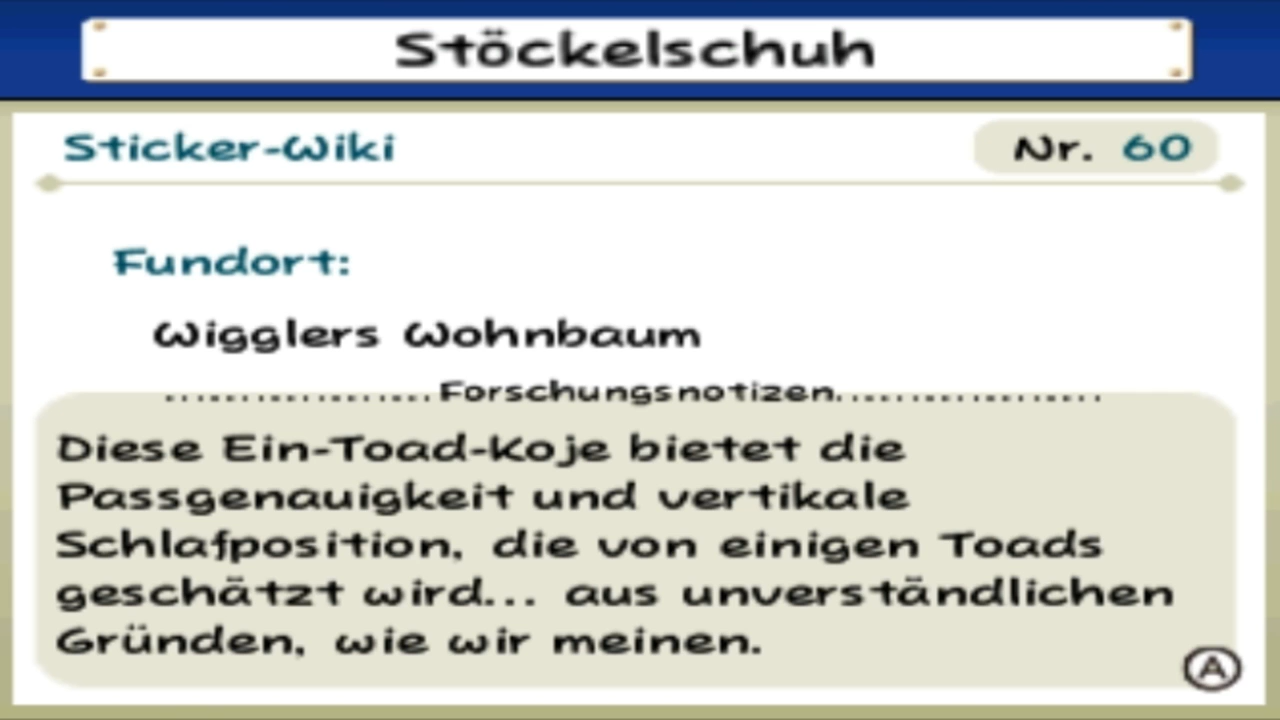 Stöckelschuh
Sticker-Wiki
Nr. 60
Fundort:
Wigglers Wohnbaum
Forschungsnotizen
Diese Ein-Toad-Koje bietet die
Passgenauigkeit und vertikale
Schlafposition, die von einigen Toads
geschätzt wird... aus unverständlichen
Gründen, wie wir meinen.
A